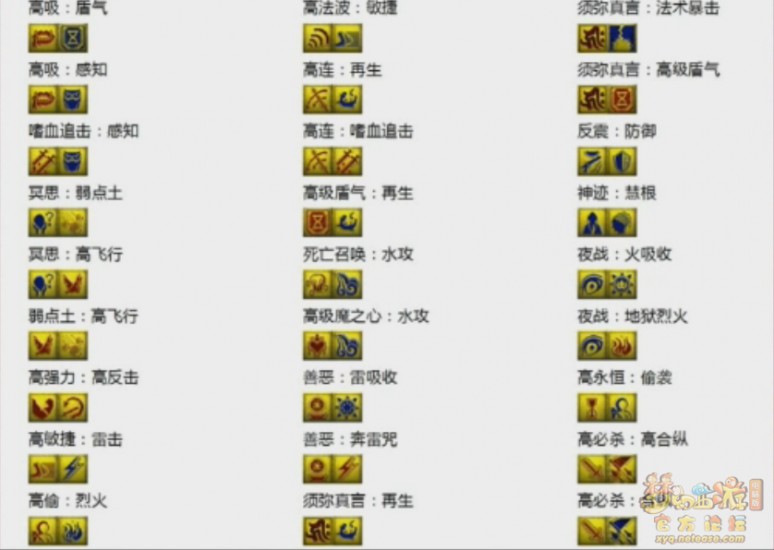 高吸：盾气
高法波：敏捷
须弥真言：法术暴击
高吸：感知
高连：再生
须弥真言：高级盾气
嗜血追击：感知
高连：嗜血追击
反震：防御
冥思：弱点土
高级盾气：再生
神迹：慧根
冥思：高飞行
死亡召唤：水攻
夜战：火吸收
弱点土：高飞行
高级魔之心：水攻
夜战：地狱烈火
高强力：高反击
善恶：雷吸收
高永恒：偷袭
高敏捷：雷击
善恶：奔雷咒
高必杀：高合纵
高偷：烈火
须弥真言：再生
高必杀：
梦幻西游
官方论坛
xyq.netease.com